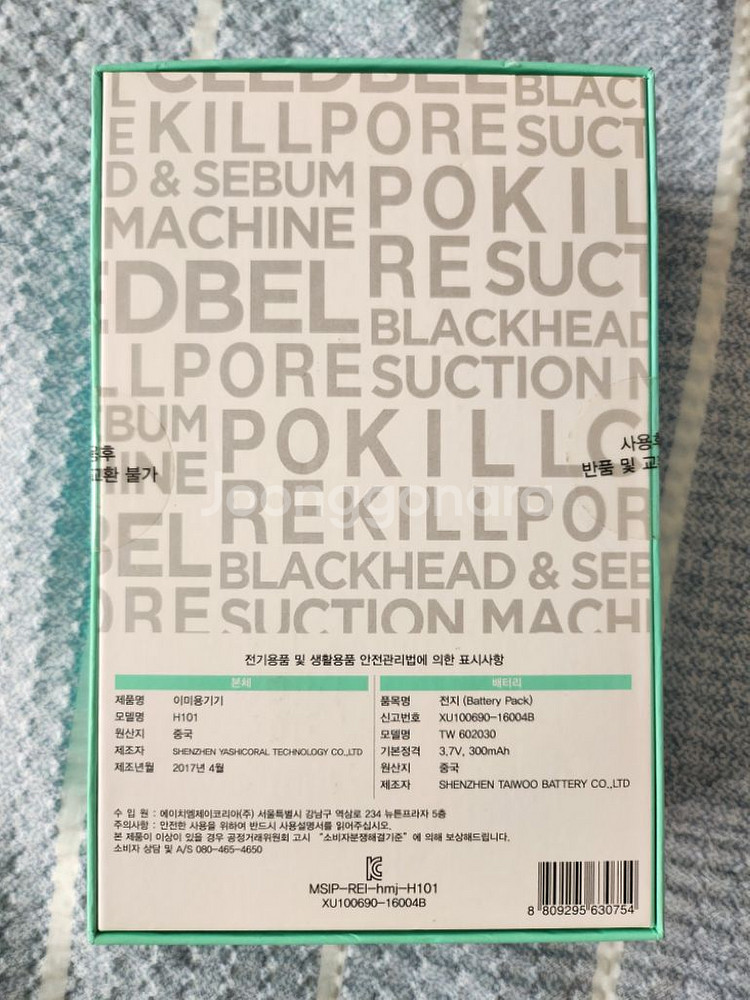 CLEDBEL
BLAC
E KILLPORE SUCT
D & SEBUM
MACHINE
POKIL
RE SUCT
EDBEL
BLACKHEAD
LLPORE SUCTION M
EBUM
INE
POKILLC
REKILLPOR
BEL
BLACKHEAD & SEB
ORE SUCTION MACHI
용후
교환 불가
사용후
반품 및 교
Joonggonara
전기용품 및 생활용품 안전관리법에 의한 표시사항
본체
제품명 이미용기기
모델명 H101
원산지 중국
제조자 SHENZHEN YASHICORAL TECHNOLOGY CO.,LTD
제조년월 2017년 4월
배터리
품목명 전지 (Battery Pack)
신고번호 XU100690-16004B
모델명 TW 602030
기본정격 3.7V, 300mAh
원산지 중국
제조자 SHENZHEN TAIWOO BATTERY CO.,LTD
수 입 원 : 에이치엠제이코리아(주) 서울특별시 강남구 역삼로 234 뉴튼프라자 5층
주의사항 : 안전한 사용을 위하여 반드시 사용설명서를 읽어주십시오.
본 제품이 이상이 있을 경우 공정거래위원회 고시 “소비자분쟁해결기준” 에 의해 보상해드립니다.
소비자 상담 및 A/S 080-465-4650
MSIP-REI-hmj-H101
XU100690-16004B
8 809295 630754